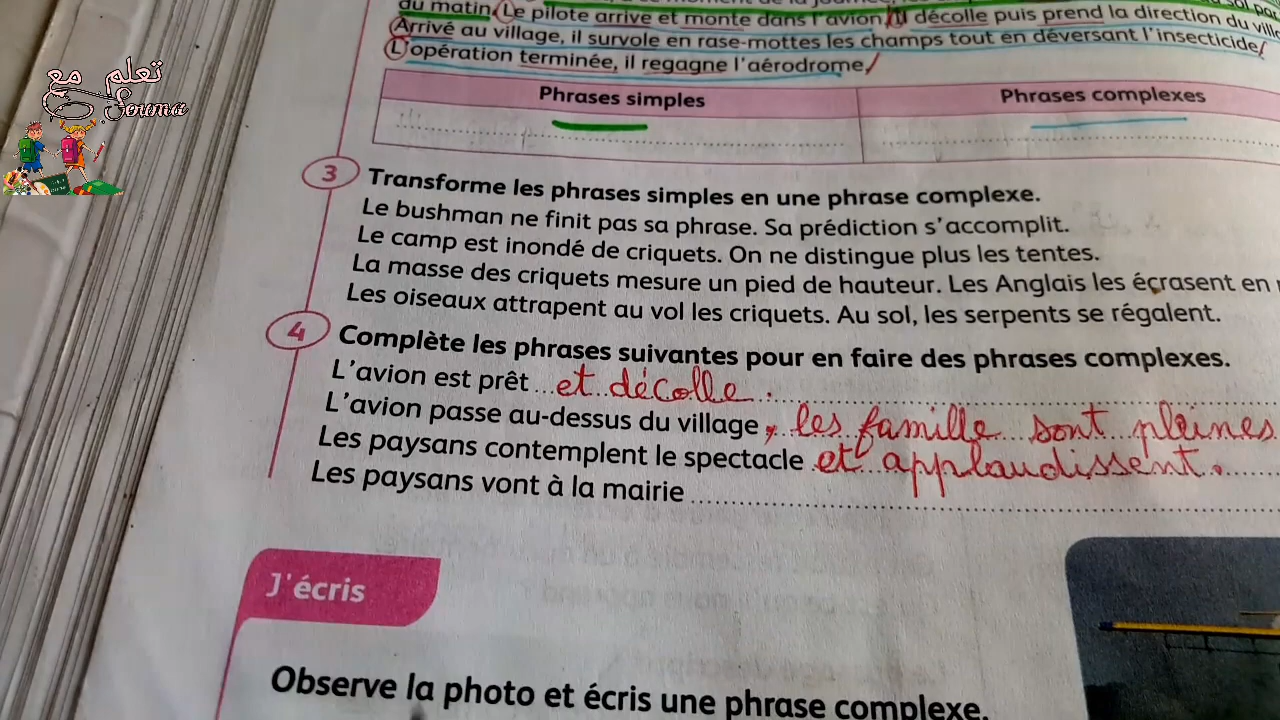 du matin. Le pilote arrive et monte dans l'avion. Il décolle puis prend la direction du
Arrivé au village, il survole en rase-mottes les champs tout en déversant l'insecticide
L'opération terminée, il regagne l'aérodrome
Phrases simples
Phrases complexes
تعلم مع
Souma
3 Transforme les phrases simples en une phrase complexe.
Le bushman ne finit pas sa phrase. Sa prédiction s'accomplit.
Le camp est inondé de criquets. On ne distingue plus les tentes.
La masse des criquets mesure un pied de hauteur. Les Anglais les écrasent en
Les oiseaux attrapent au vol les criquets. Au sol, les serpents se régalent.
4 Complète les phrases suivantes pour en faire des phrases complexes.
L'avion est prêt et décolle.
L'avion passe au-dessus du village, les famille sont pleines
Les paysans contemplent le spectacle et applaudissent.
Les paysans vont à la mairie
J'écris
Observe la photo et écris une phrase complexe.